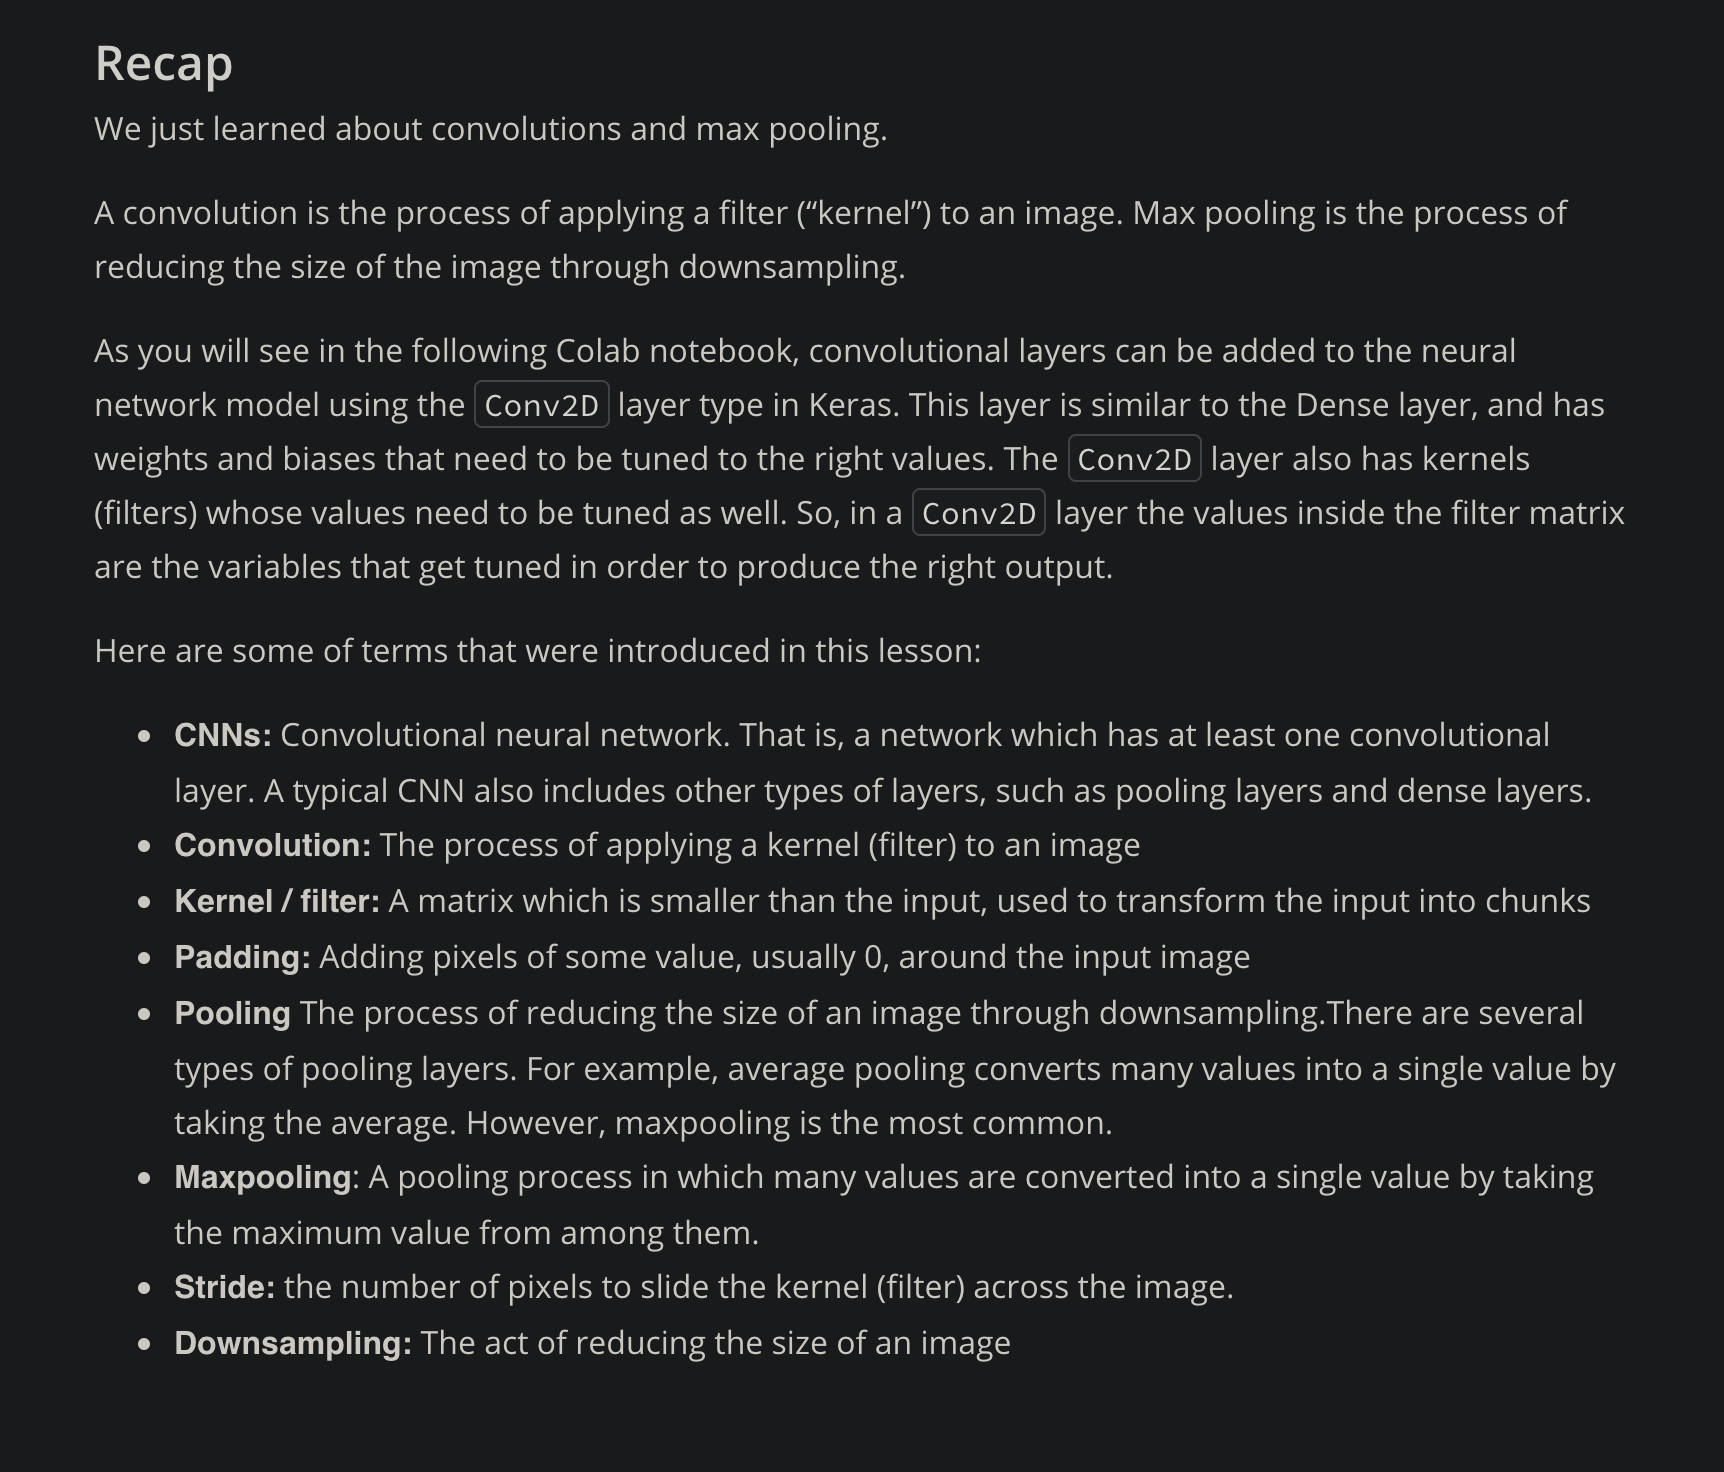 Recap
We just learned about convolutions and max pooling.
A convolution is the process of applying a filter (“kernel”) to an image. Max pooling is the process of
reducing the size of the image through downsampling.
As you will see in the following Colab notebook, convolutional layers can be added to the neural
network model using the Conv2D layer type in Keras. This layer is similar to the Dense layer, and has
weights and biases that need to be tuned to the right values. The Conv2D layer also has kernels
(filters) whose values need to be tuned as well. So, in a Conv2D layer the values inside the filter matrix
are the variables that get tuned in order to produce the right output.
Here are some of terms that were introduced in this lesson:
• CNNs: Convolutional neural network. That is, a network which has at least one convolutional
layer. A typical CNN also includes other types of layers, such as pooling layers and dense layers.
• Convolution: The process of applying a kernel (filter) to an image
• Kernel / filter: A matrix which is smaller than the input, used to transform the input into chunks
• Padding: Adding pixels of some value, usually 0, around the input image
• Pooling The process of reducing the size of an image through downsampling.There are several
types of pooling layers. For example, average pooling converts many values into a single value by
taking the average. However, maxpooling is the most common.
• Maxpooling: A pooling process in which many values are converted into a single value by taking
the maximum value from among them.
• Stride: the number of pixels to slide the kernel (filter) across the image.
• Downsampling: The act of reducing the size of an image